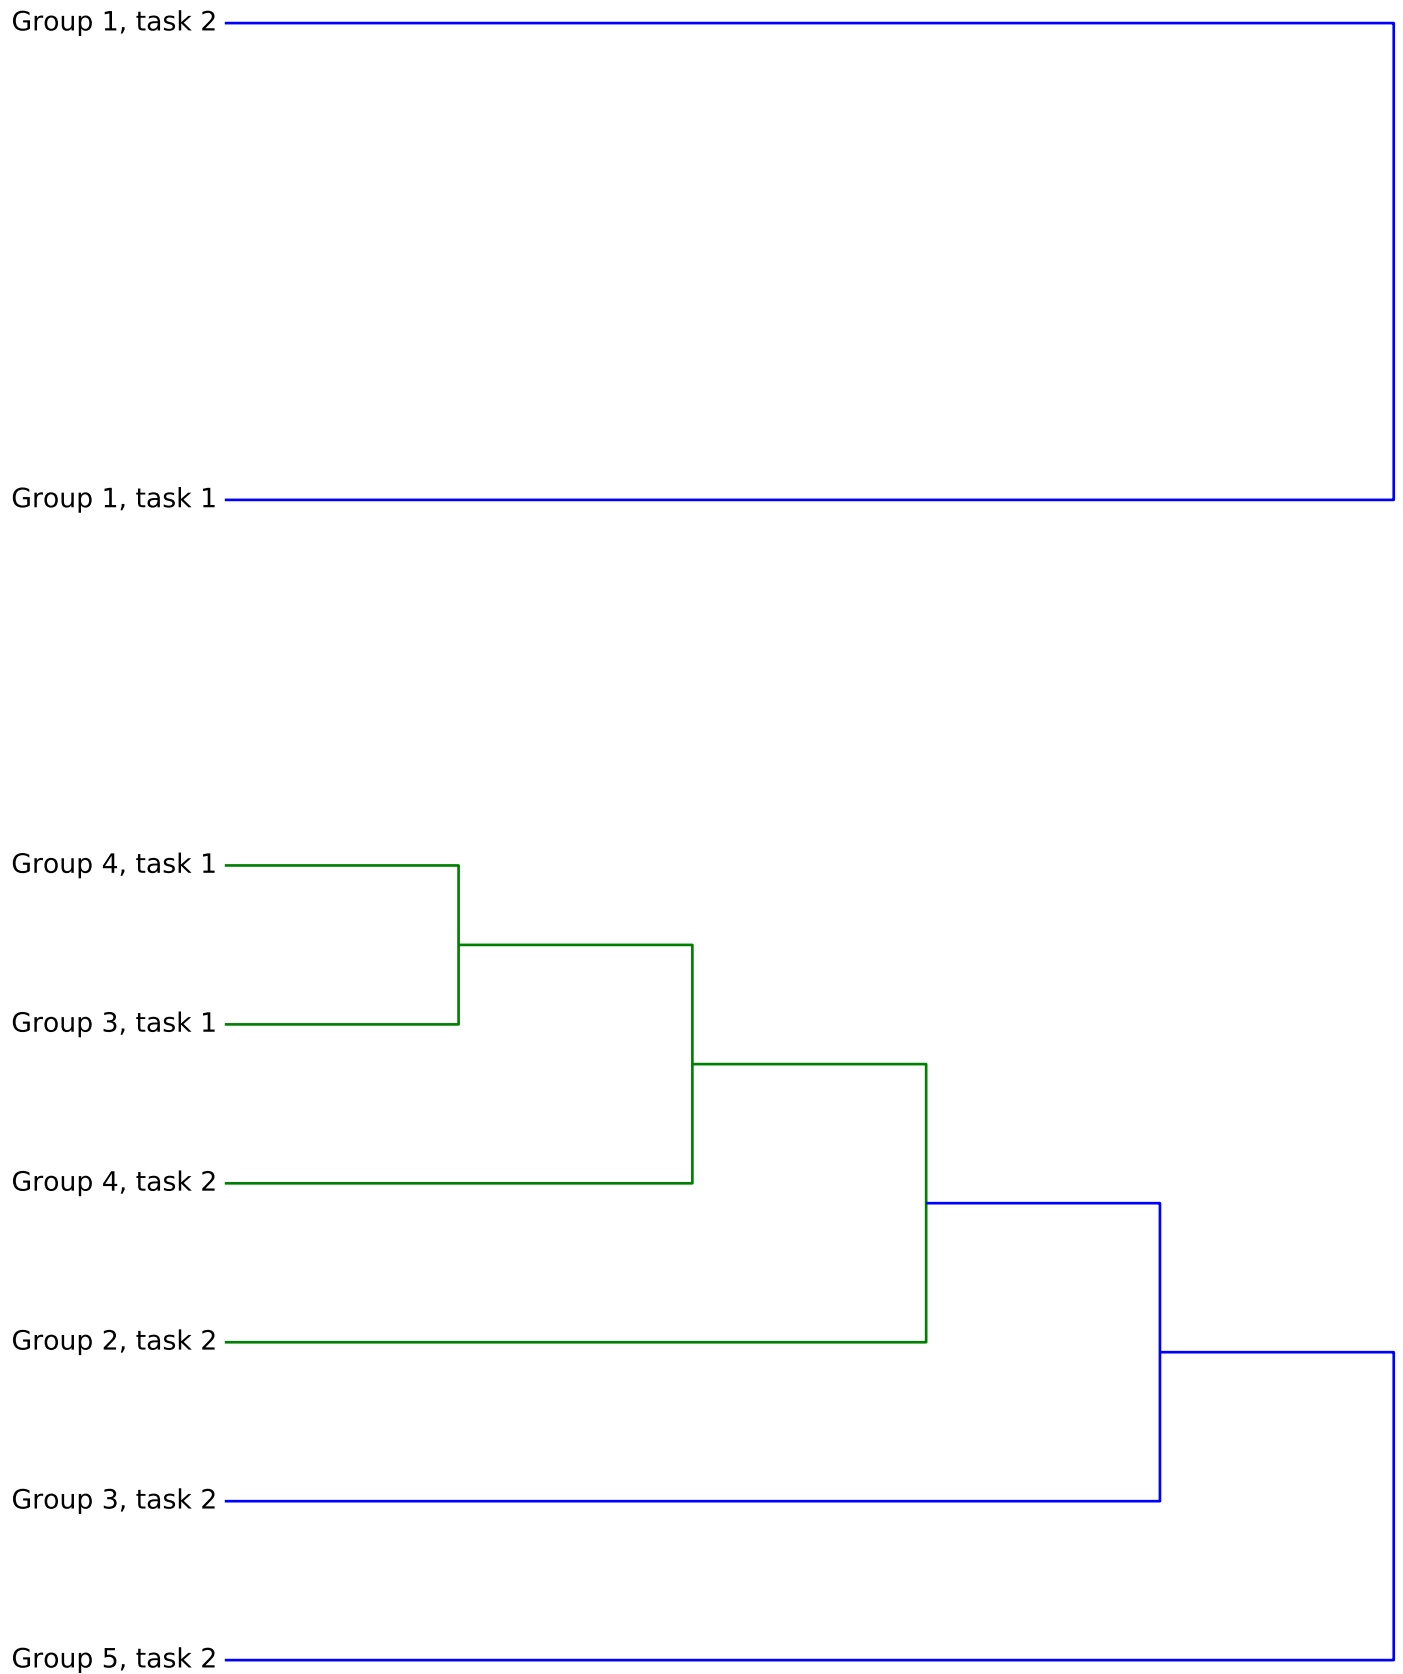 Group 1, task 2
Group 1, task 1
Group 4, task 1
Group 3, task 1
Group 4, task 2
Group 2, task 2
Group 3, task 2
Group 5, task 2